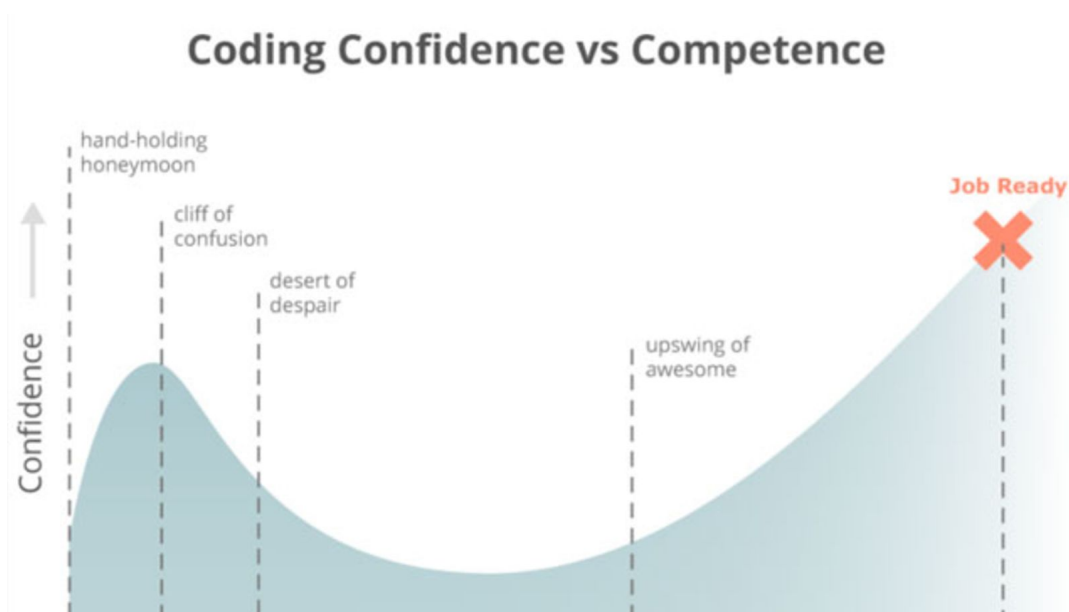 Coding Confidence vs Competence
hand-holding
honeymoon
cliff of
confusion
desert of
despair
upswing of
awesome
Job Ready
Confidence